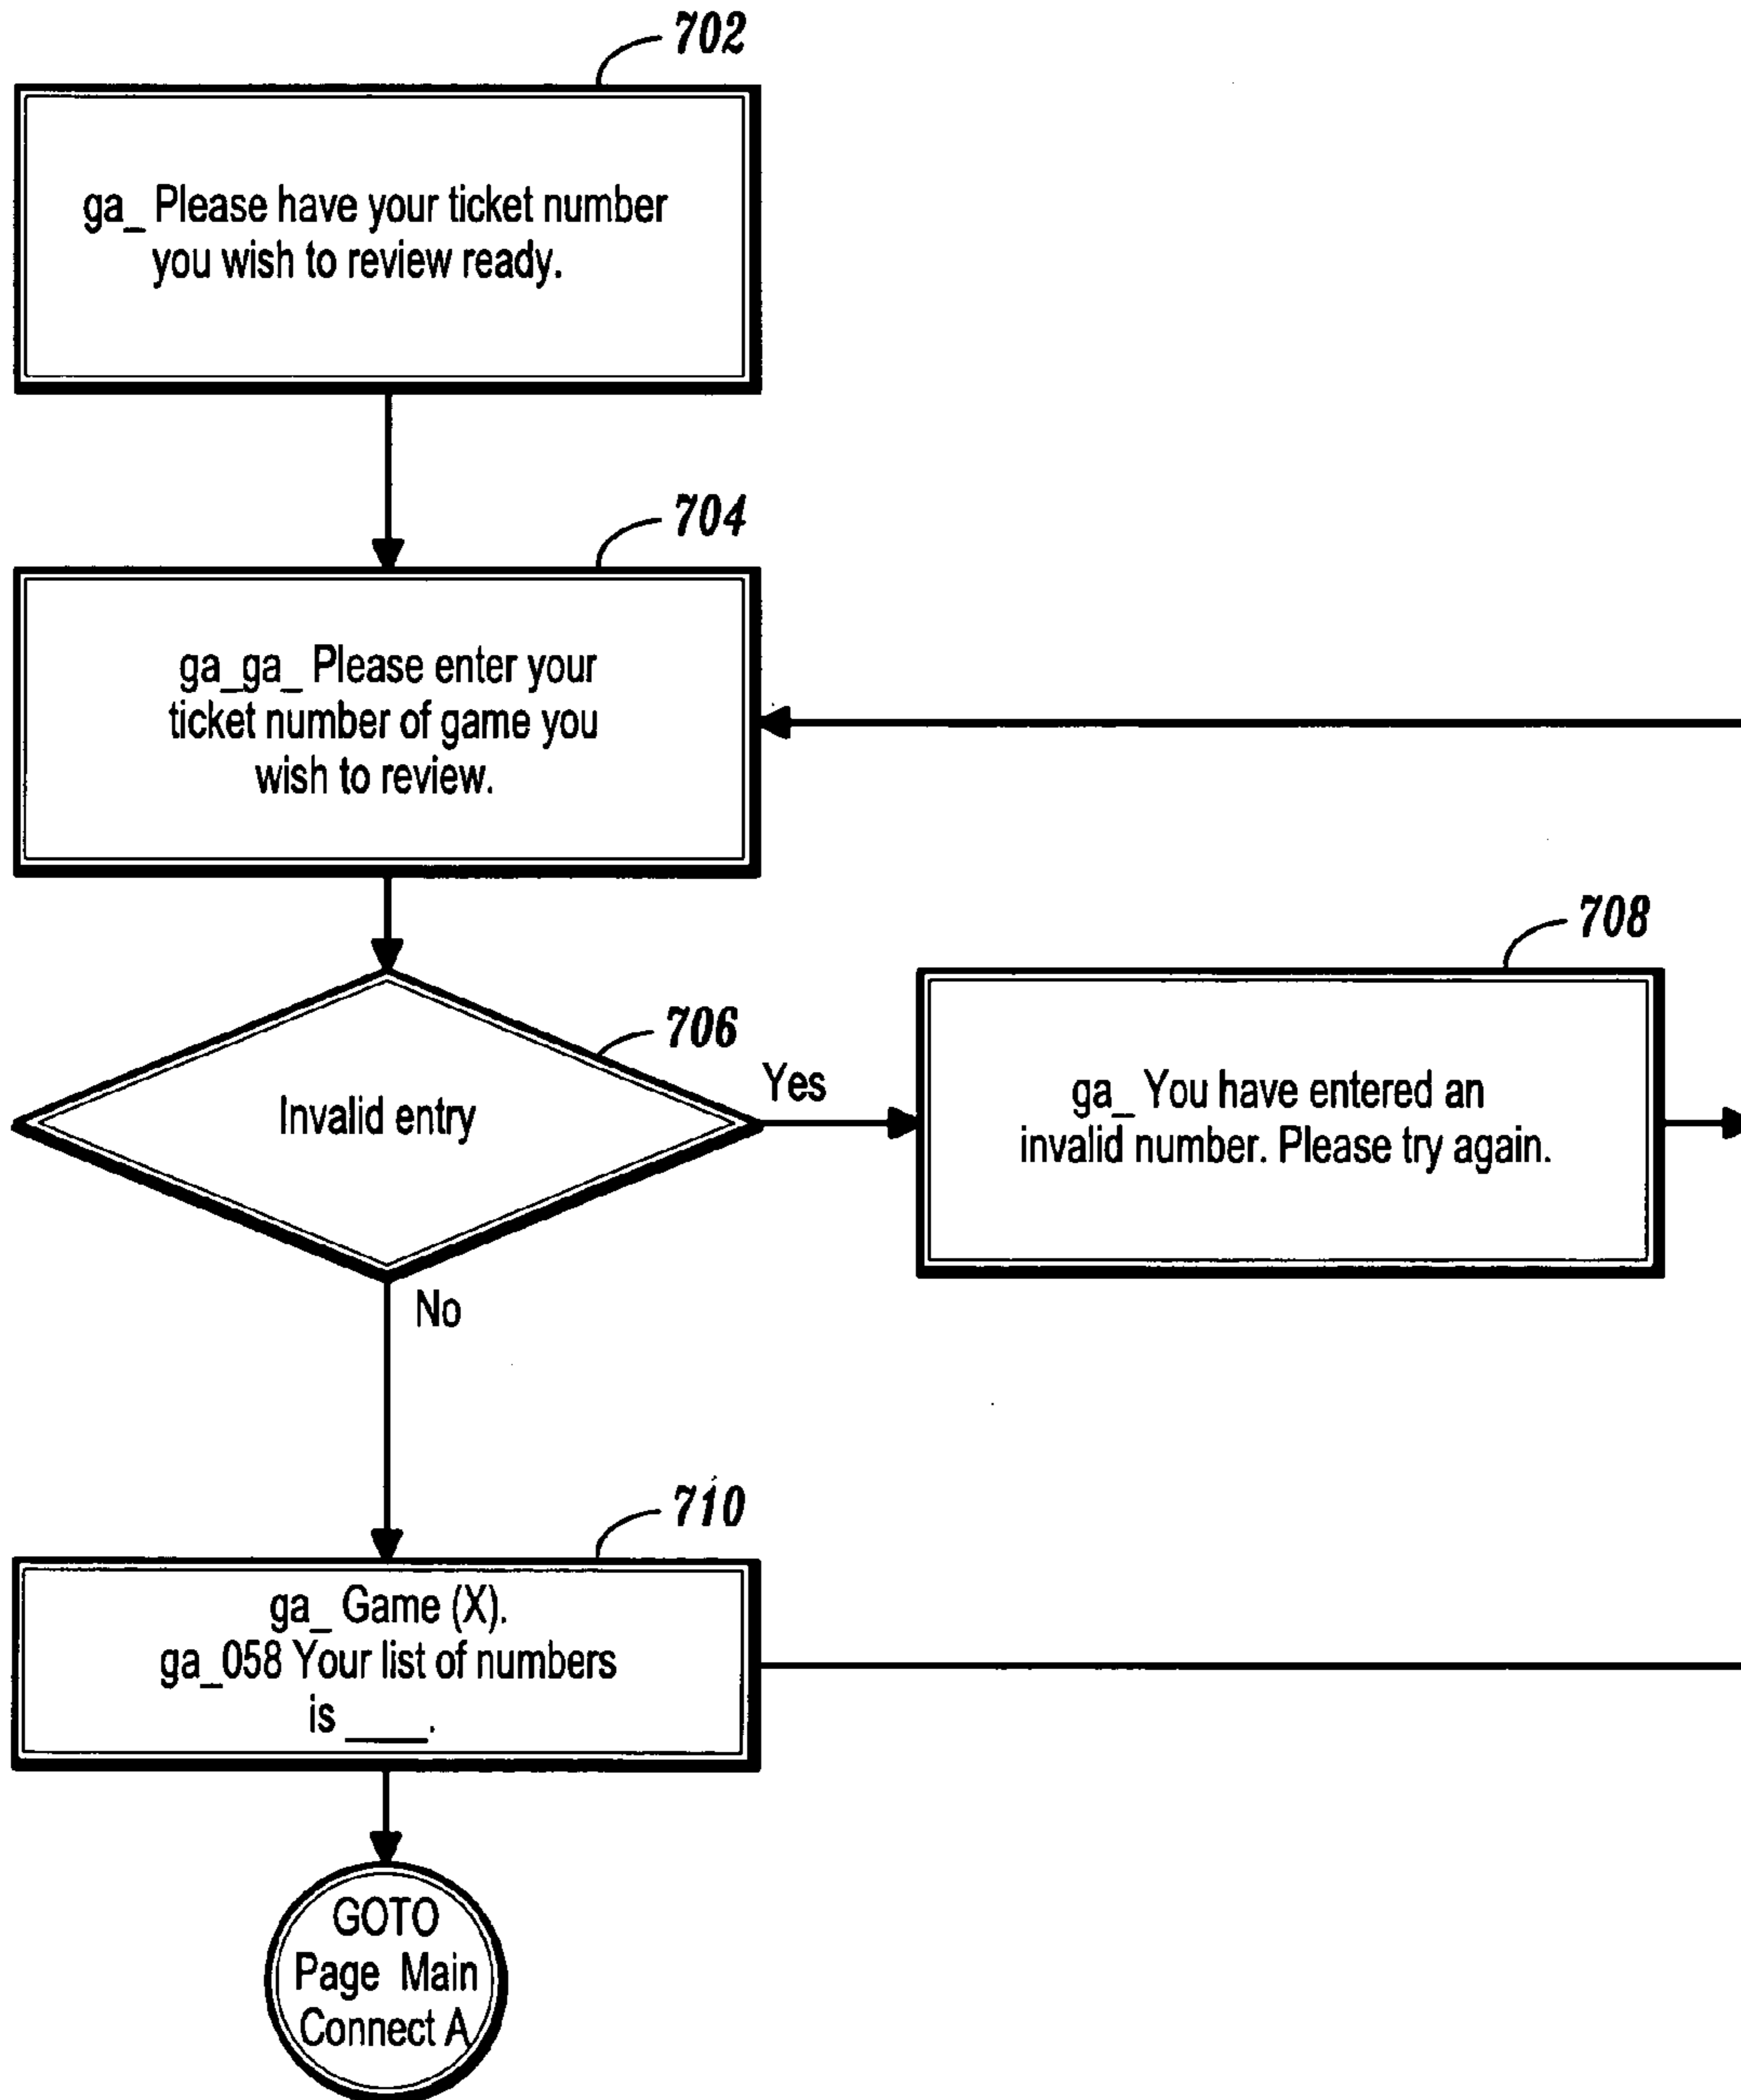 702
ga_ Please have your ticket number
you wish to review ready.
704
ga_ga_ Please enter your
ticket number of game you
wish to review.
706
Invalid entry
Yes
708
ga_ You have entered an
invalid number. Please try again.
No
710
ga_ Game (X).
ga_058 Your list of numbers
is ____.
GOTO
Page Main
Connect A